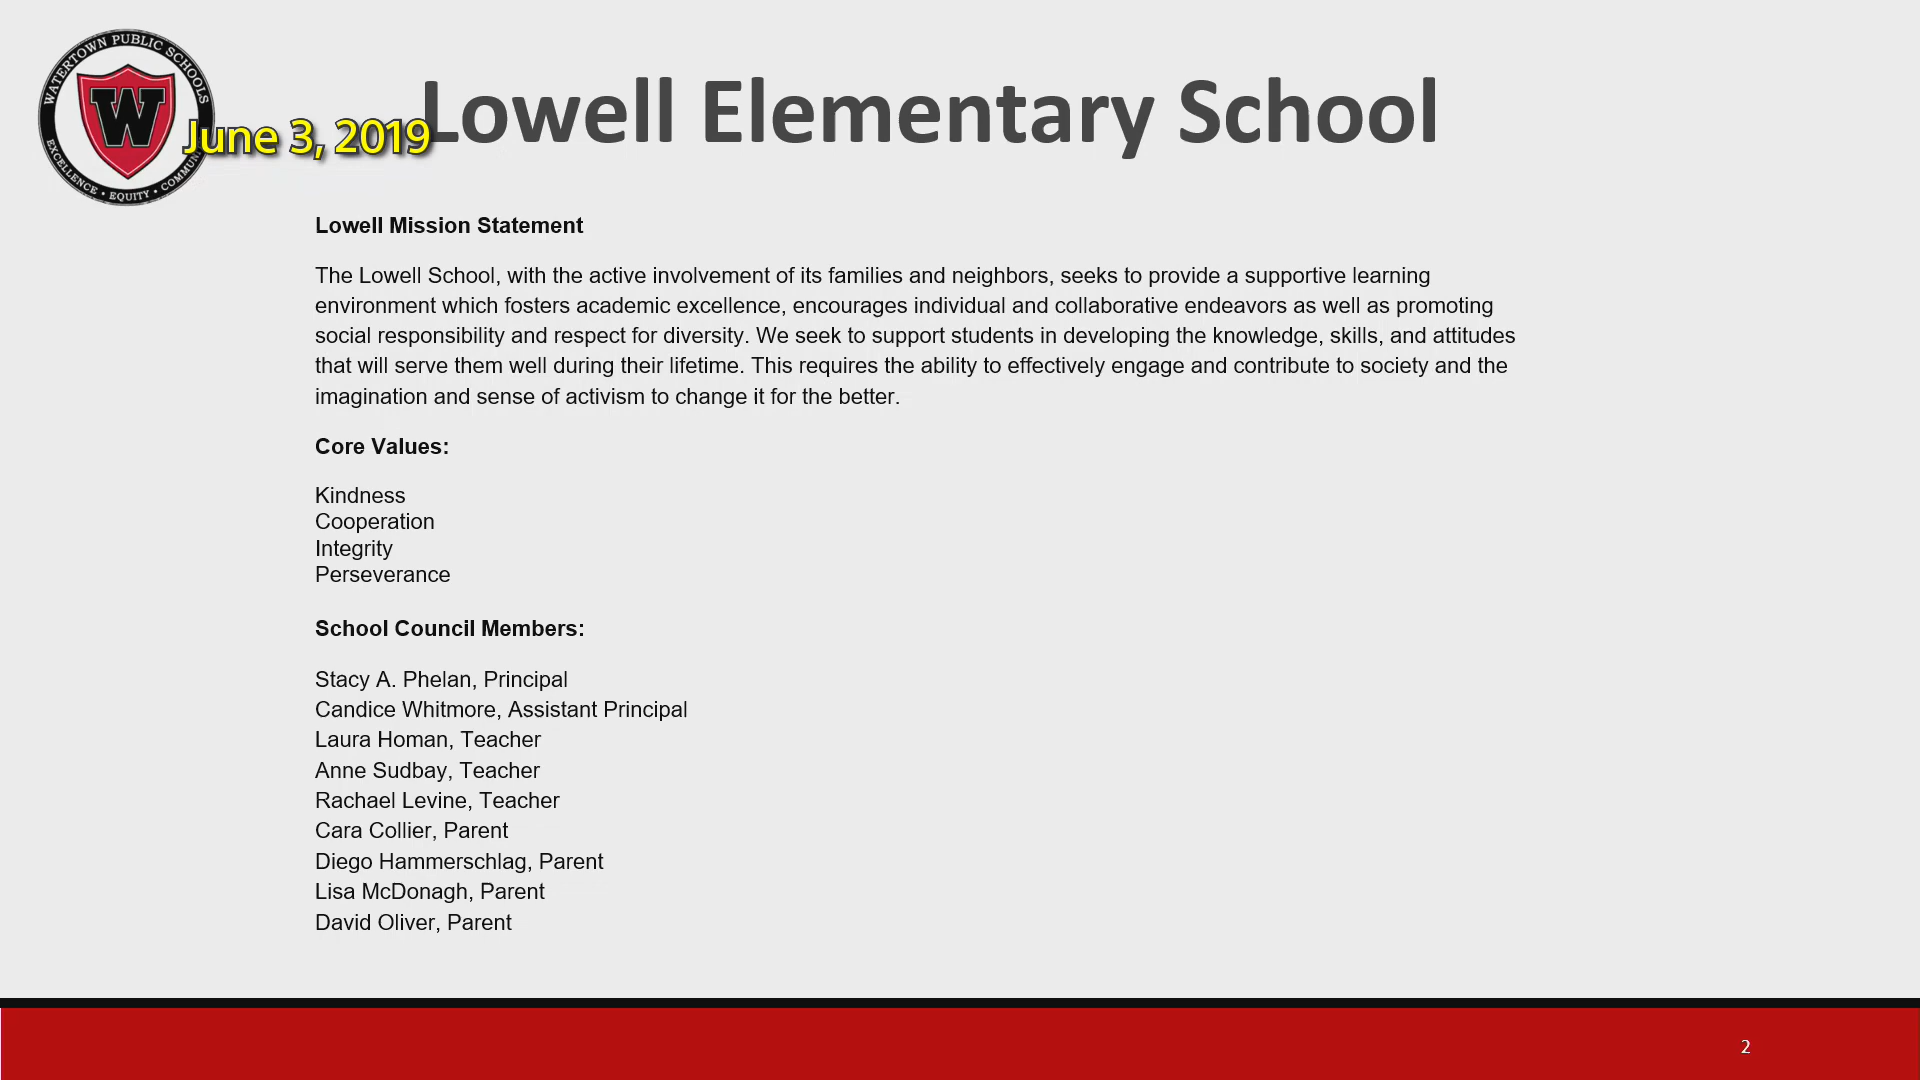 WATERTOWN PUBLIC SCHOOLS
W
EXCELLENCE • EQUITY •
June 3, 2019
Lowell Elementary School
Lowell Mission Statement
The Lowell School, with the active involvement of its families and neighbors, seeks to provide a supportive learning
environment which fosters academic excellence, encourages individual and collaborative endeavors as well as promoting
social responsibility and respect for diversity. We seek to support students in developing the knowledge, skills, and attitudes
that will serve them well during their lifetime. This requires the ability to effectively engage and contribute to society and the
imagination and sense of activism to change it for the better.
Core Values:
Kindness
Cooperation
Integrity
Perseverance
School Council Members:
Stacy A. Phelan, Principal
Candice Whitmore, Assistant Principal
Laura Homan, Teacher
Anne Sudbay, Teacher
Rachael Levine, Teacher
Cara Collier, Parent
Diego Hammerschlag, Parent
Lisa McDonagh, Parent
David Oliver, Parent
2